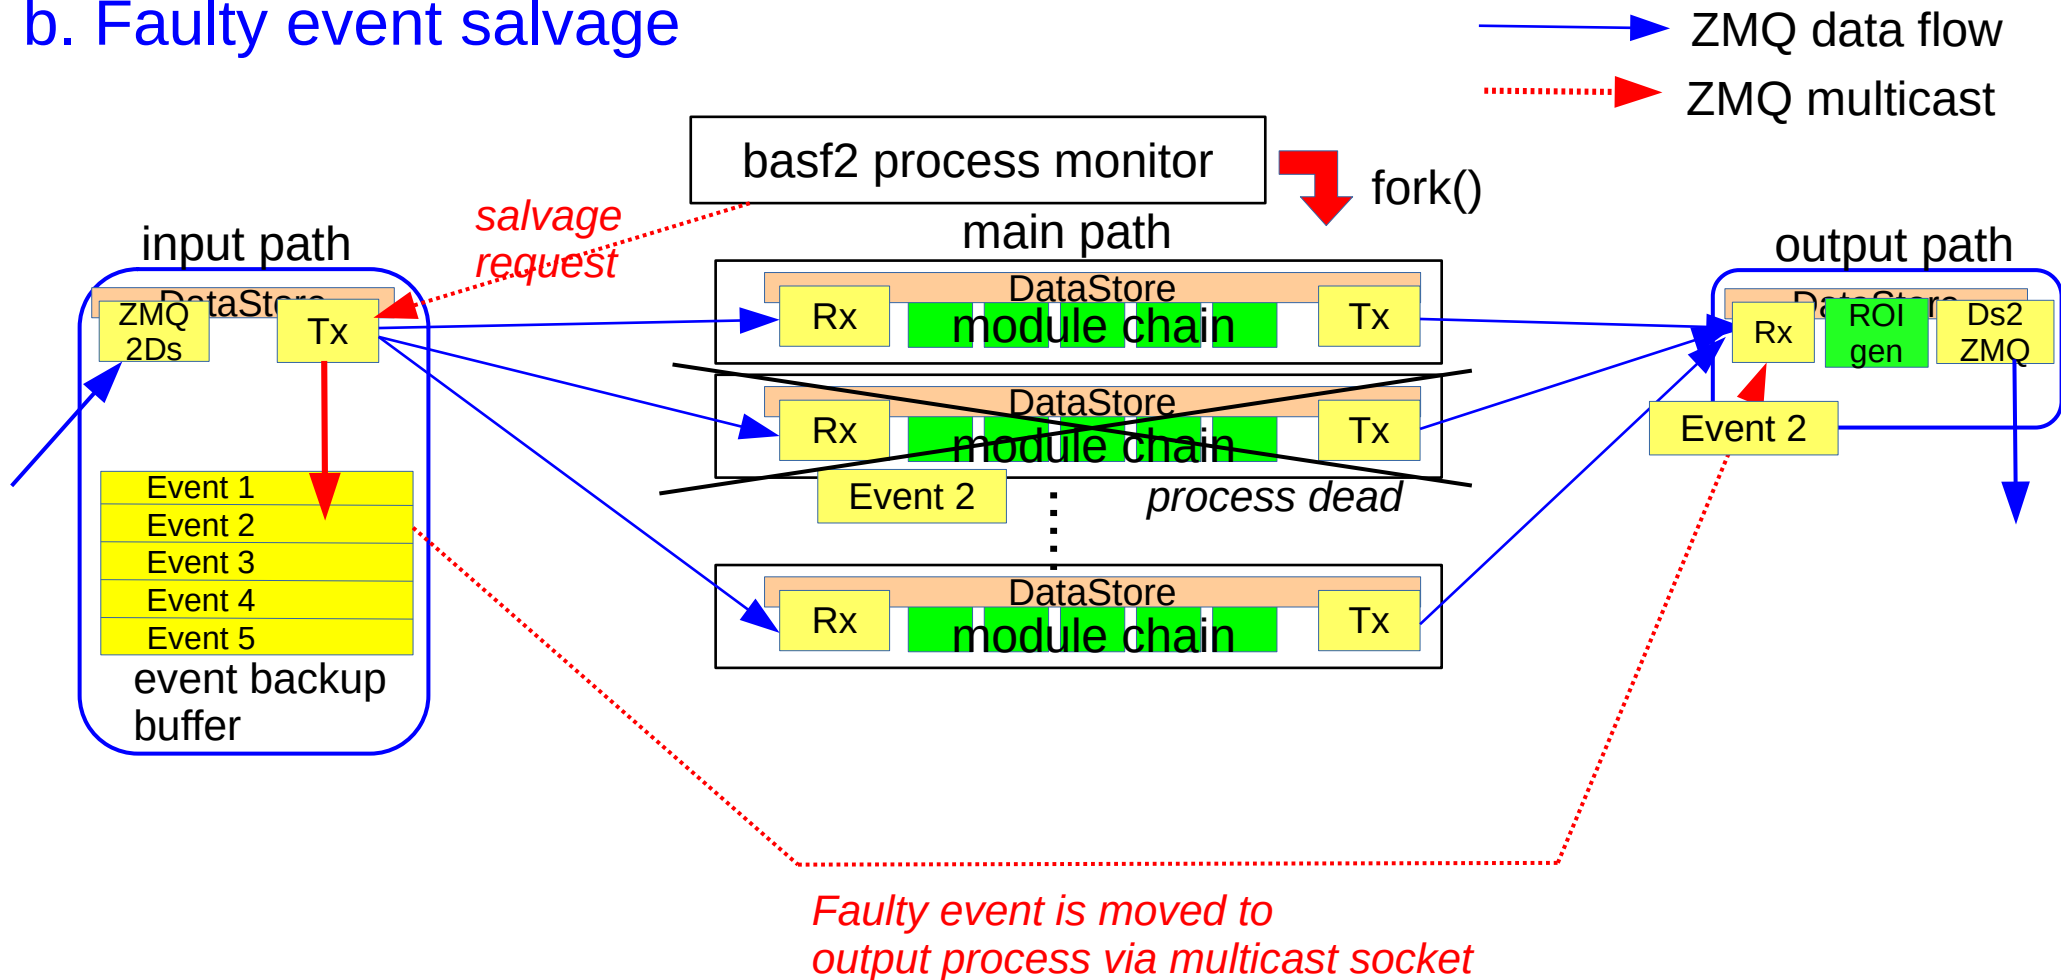 b. Faulty event salvage
ZMQ data flow
ZMQ multicast
basf2 process monitor
fork()
salvage
request
input path
main path
output path
DataStore
ZMQ
2Ds
Tx
Event 1
Event 2
Event 3
Event 4
Event 5
event backup
buffer
DataStore
Rx
module chain
Tx
DataStore
Rx
module chain
Tx
Event 2
process dead
DataStore
Rx
module chain
Tx
DataStore
Rx
ROI
gen
Ds2
ZMQ
Event 2
Faulty event is moved to
output process via multicast socket